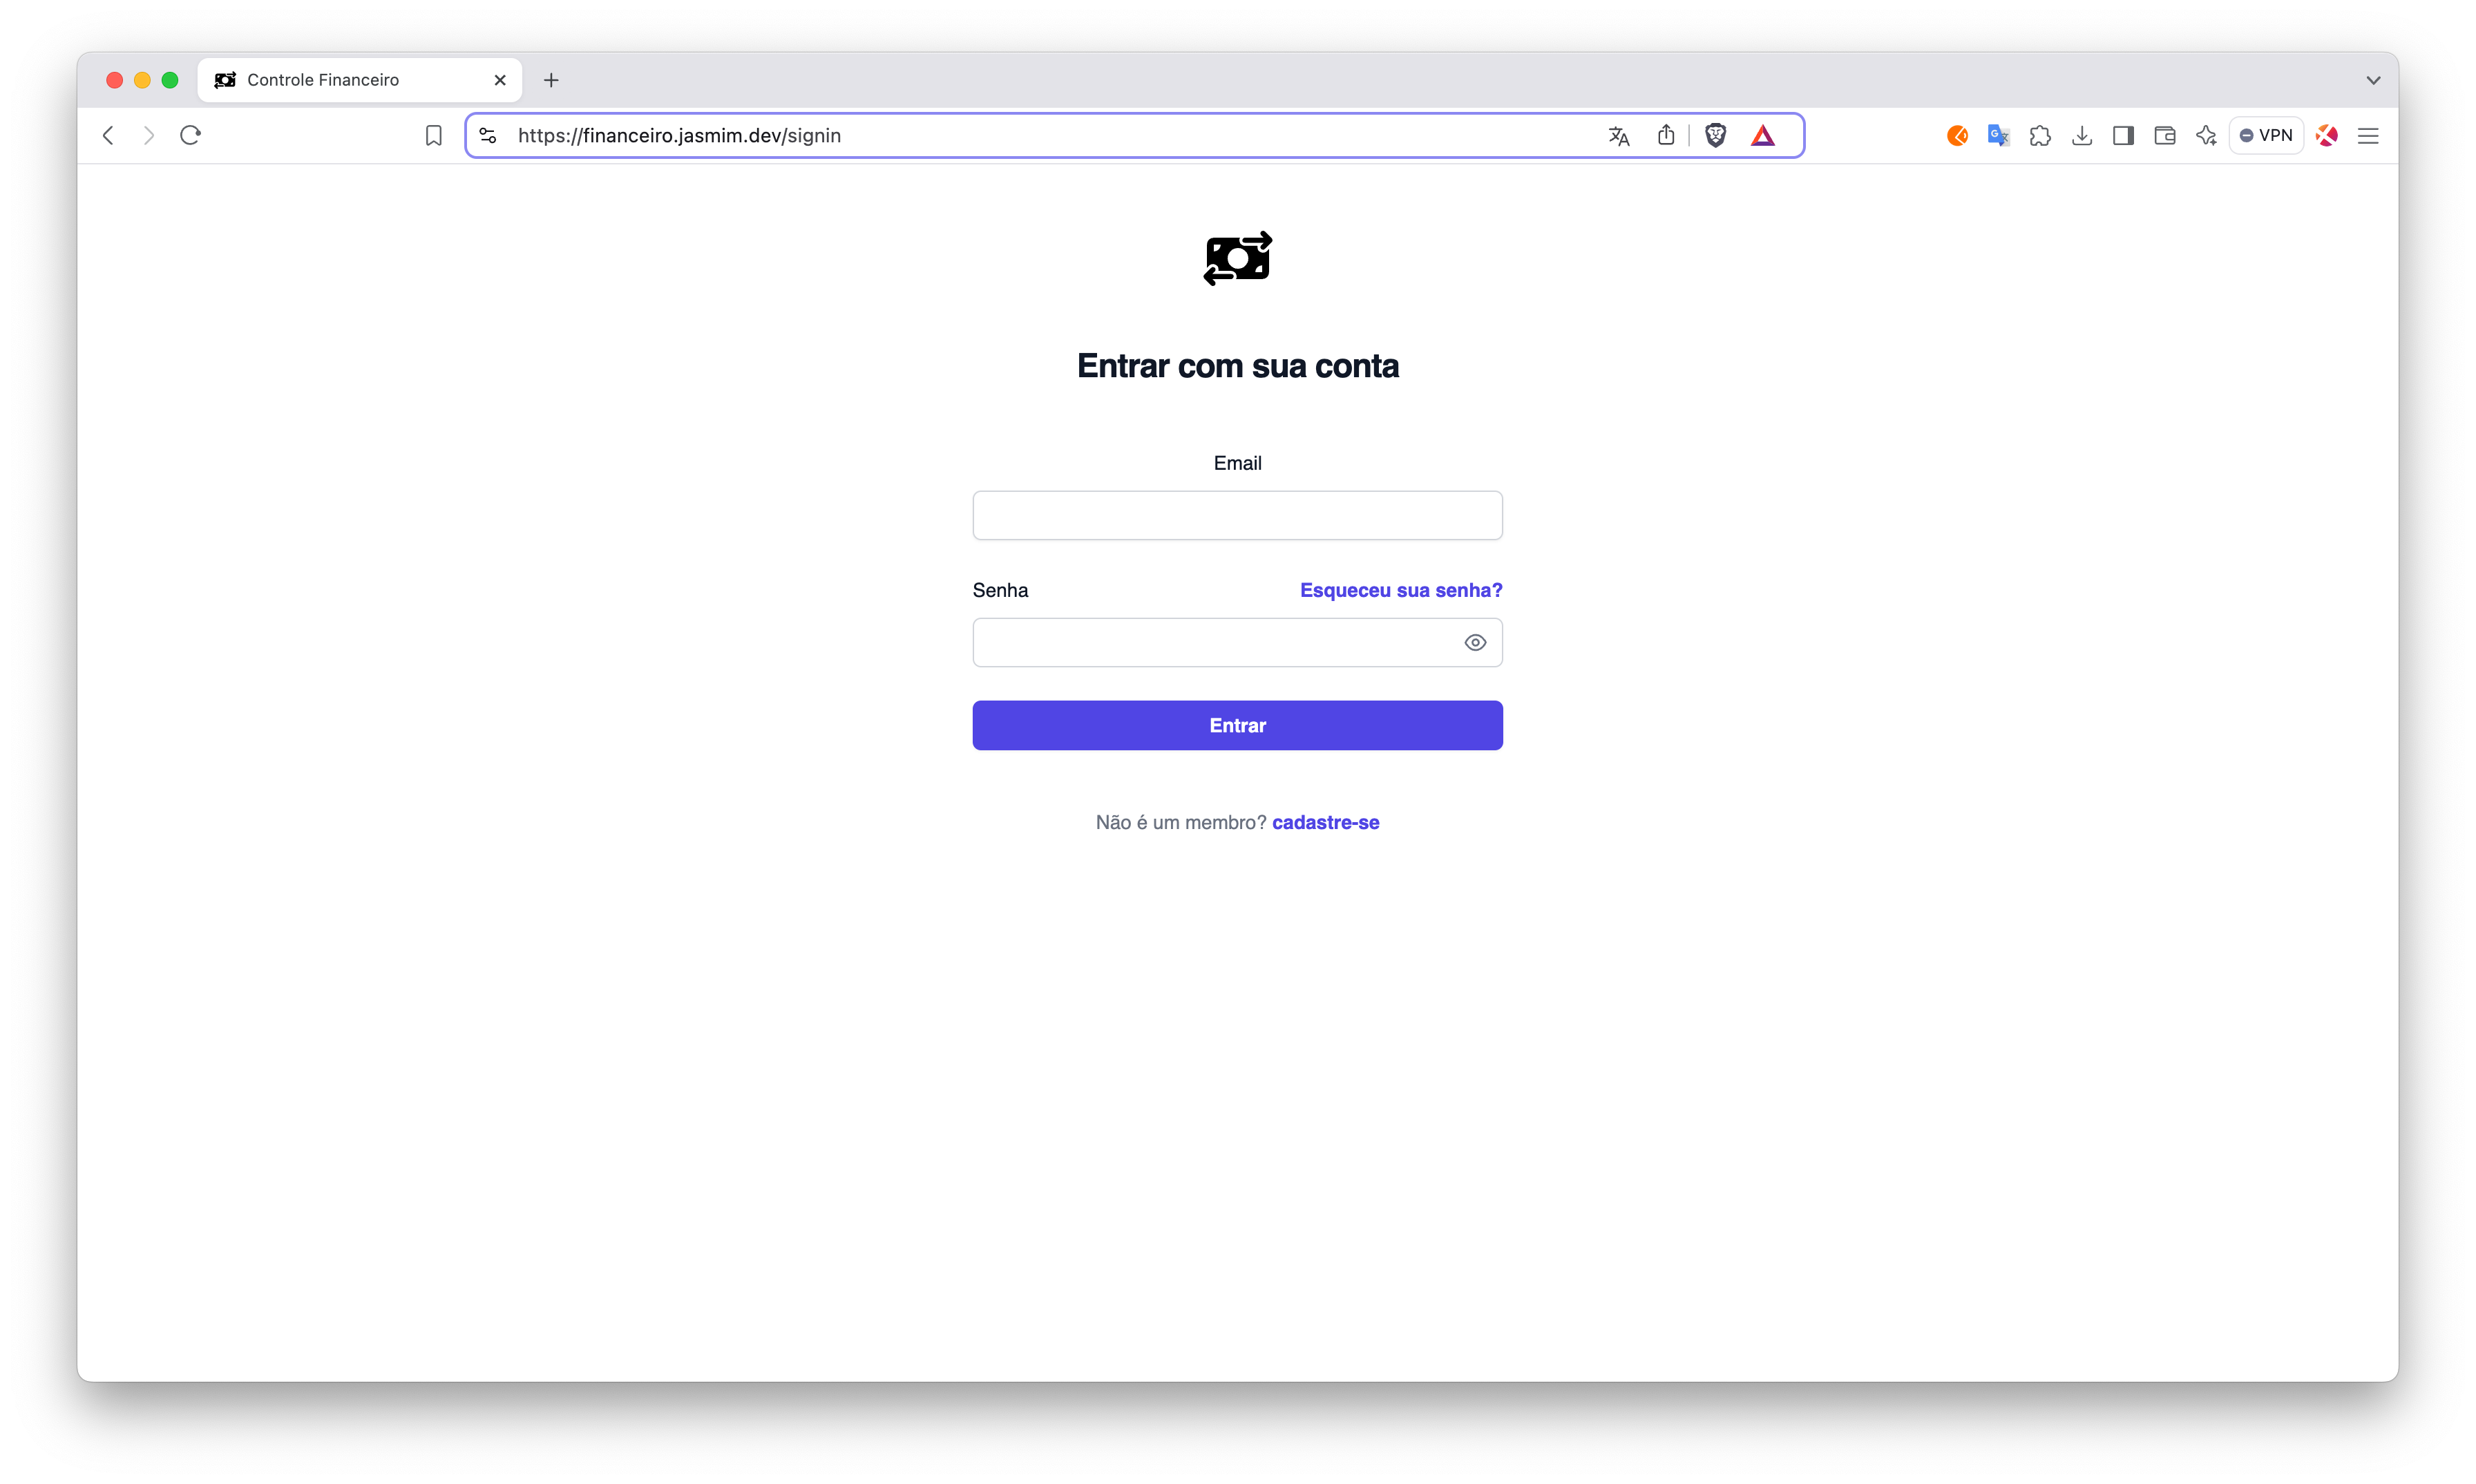 Controle Financeiro
https://financeiro.jasmim.dev/signin
VPN
Entrar com sua conta
Email
Senha
Esqueceu sua senha?
Entrar
Não é um membro? cadastre-se